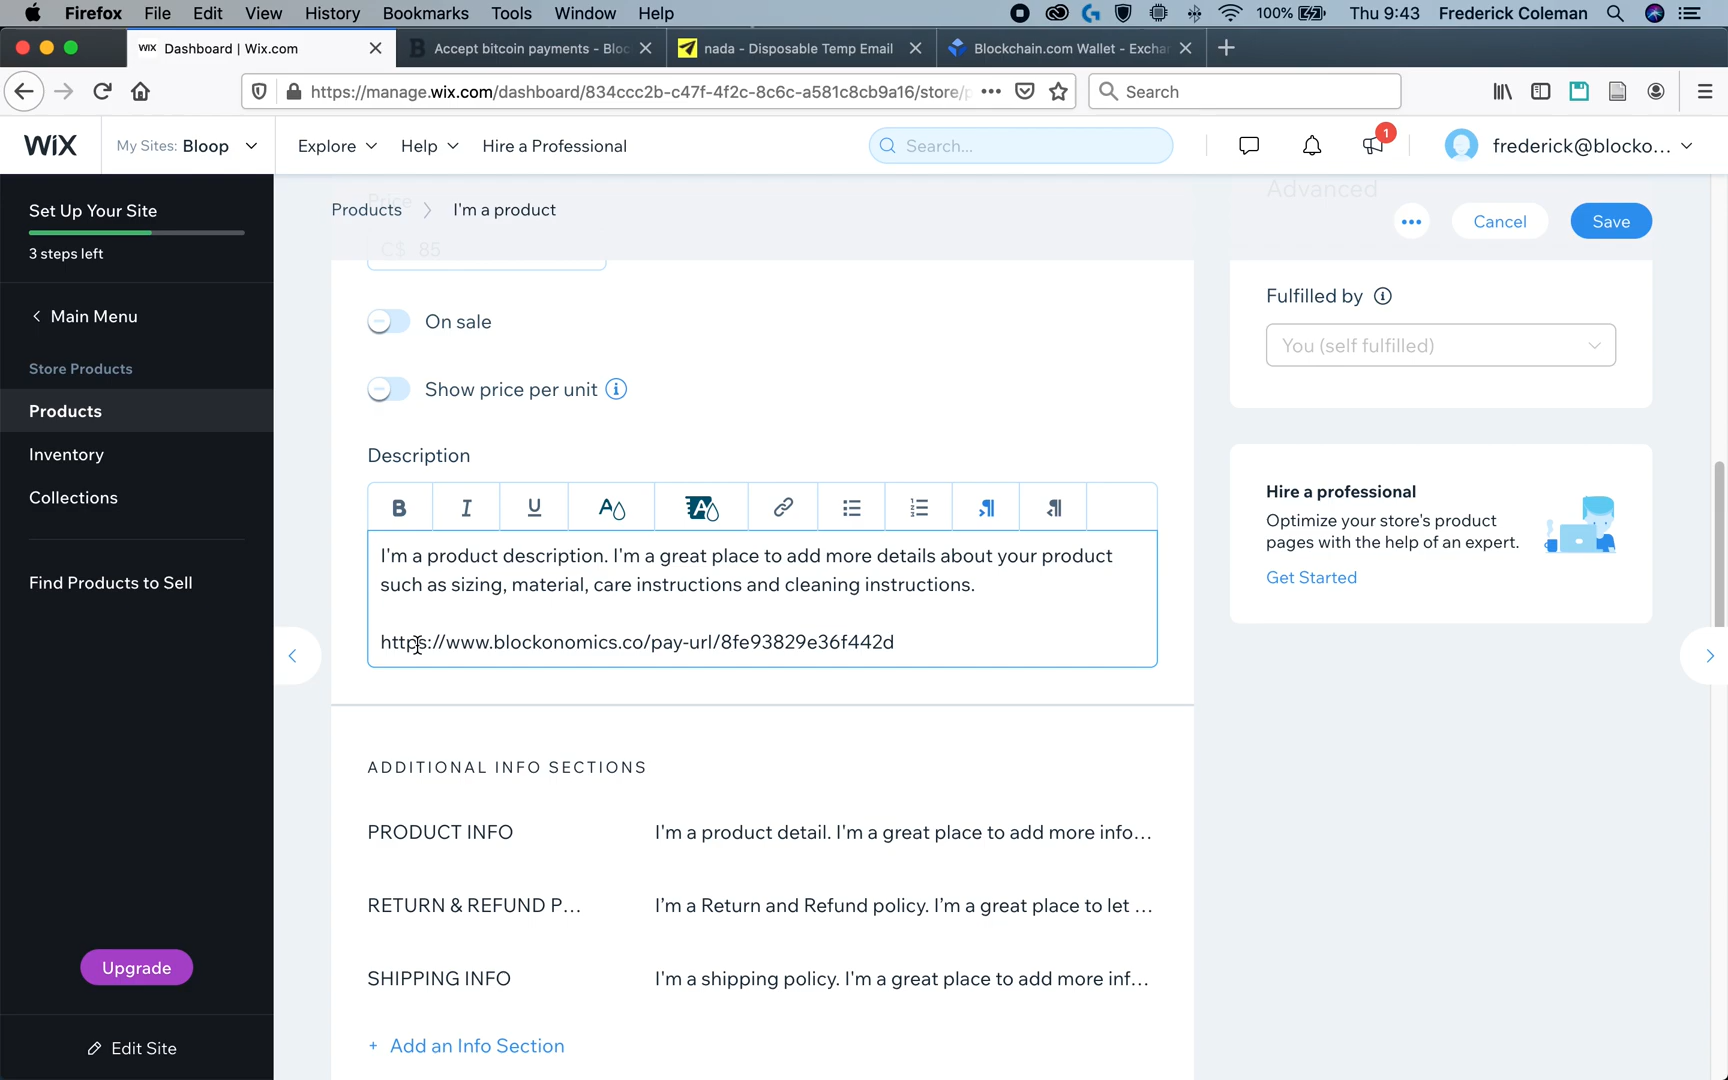 Firefox File Edit View History Bookmarks Tools Window Help 100% Thu 9:43 Frederick Coleman
WiX Dashboard | Wix.com
Accept bitcoin payments - Bloc
nada - Disposable Temp Email
Blockchain.com Wallet - Exchan
https://manage.wix.com/dashboard/834ccc2b-c47f-4f2c-8c6c-a581c8cb9a16/store/p
Search
WiX
My Sites: Bloop
Explore
Help
Hire a Professional
Search...
1
frederick@blocko...
Set Up Your Site
3 steps left
Main Menu
Store Products
Products
Inventory
Collections
Find Products to Sell
Upgrade
Edit Site
Price
Products > I'm a product
C$ 85
Advanced
Cancel
Save
On sale
Show price per unit
Description
B I U
I'm a product description. I'm a great place to add more details about your product
such as sizing, material, care instructions and cleaning instructions.
https://www.blockonomics.co/pay-url/8fe93829e36f442d
ADDITIONAL INFO SECTIONS
PRODUCT INFO I'm a product detail. I'm a great place to add more info...
RETURN & REFUND P... I'm a Return and Refund policy. I'm a great place to let ...
SHIPPING INFO I'm a shipping policy. I'm a great place to add more inf...
+ Add an Info Section
Fulfilled by
You (self fulfilled)
Hire a professional
Optimize your store's product
pages with the help of an expert.
Get Started